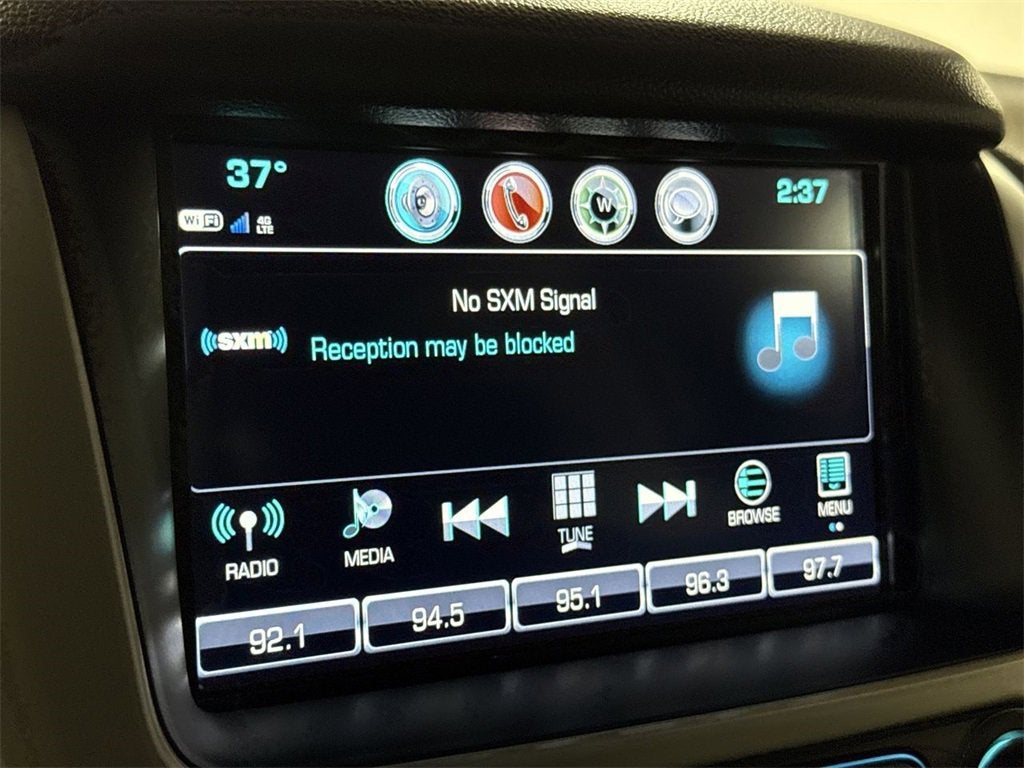 37°
2:37
WiFi
4G
LTE
W
No SXM Signal
((sxm))
Reception may be blocked
RADIO
MEDIA
TUNE
BROWSE
MENU
92.1
94.5
95.1
96.3
97.7